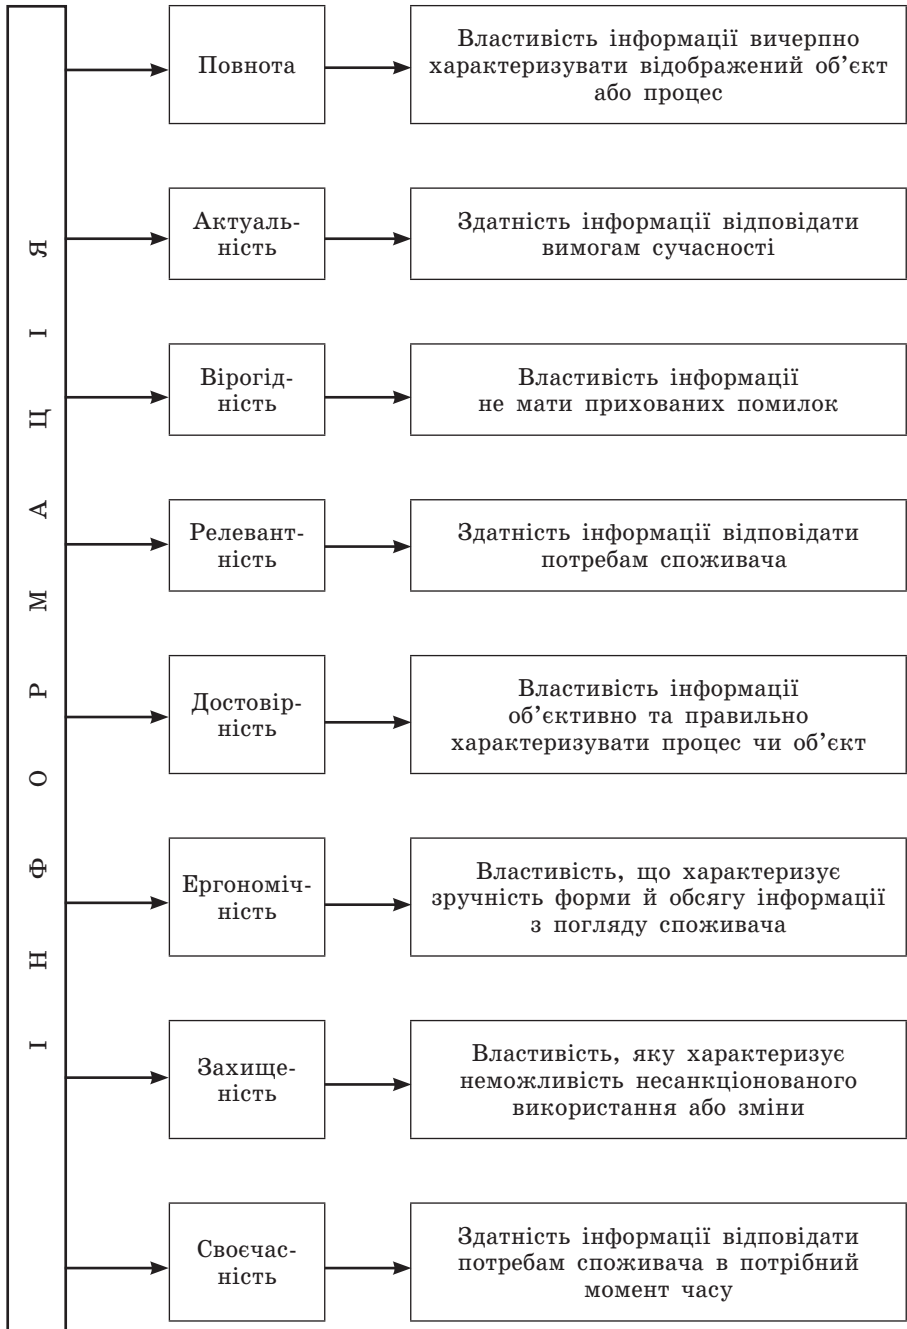 ІНФОРМАЦІЯ
Повнота
Властивість інформації вичерпно
характеризувати відображений об’єкт
або процес
Актуаль-
ність
Здатність інформації відповідати
вимогам сучасності
Вірогід-
ність
Властивість інформації
не мати прихованих помилок
Релевант-
ність
Здатність інформації відповідати
потребам споживача
Достовір-
ність
Властивість інформації
об’єктивно та правильно
характеризувати процес чи об’єкт
Ергономіч-
ність
Властивість, що характеризує
зручність форми й обсягу інформації
з погляду споживача
Захище-
ність
Властивість, яку характеризує
неможливість несанкціонованого
використання або зміни
Своєчас-
ність
Здатність інформації відповідати
потребам споживача в потрібний
момент часу